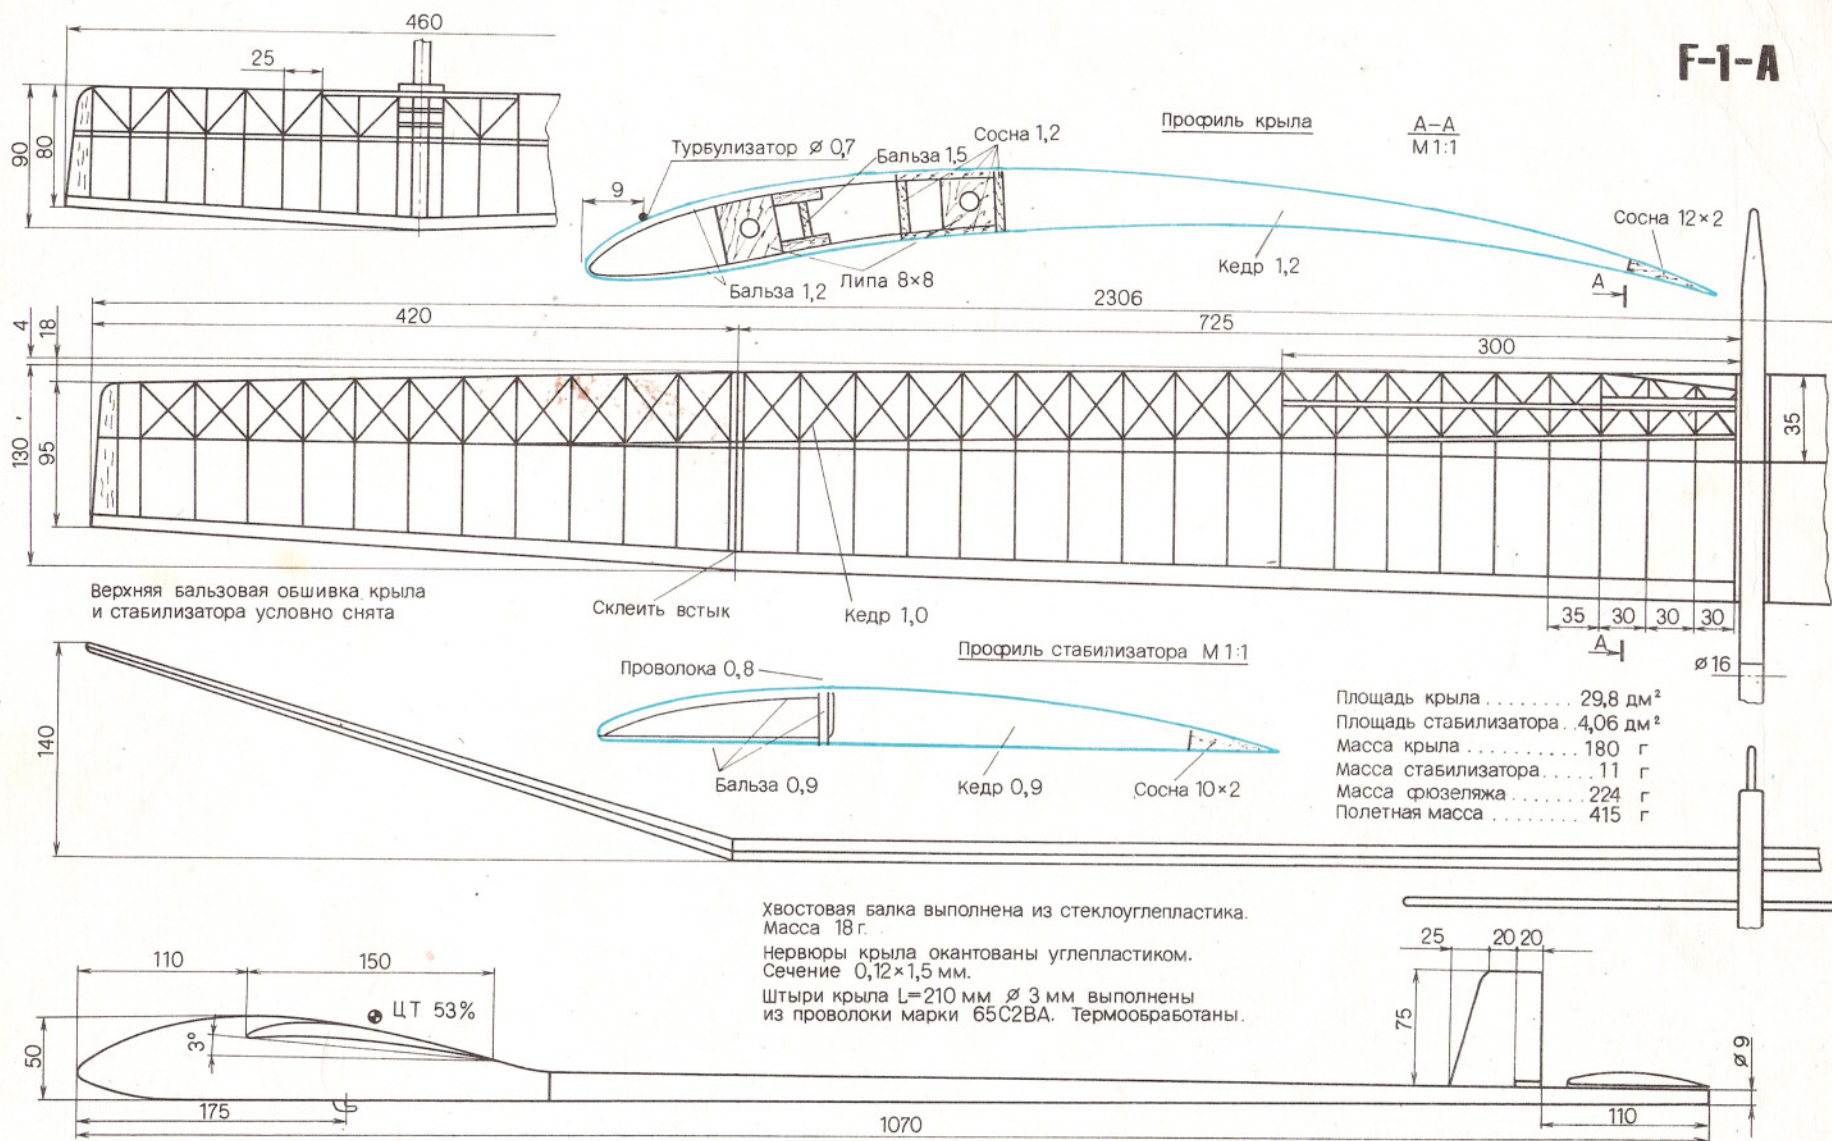 460
F-1-A
25
90
80
Профиль крыла
А-А
М 1:1
Турбулизатор ⌀ 0,7
Бальза 1,5
Сосна 1,2
9
Сосна 12×2
Кедр 1,2
Липа 8×8
Бальза 1,2
А
2306
420
725
300
4
18
130
95
35
Верхняя бальзовая обшивка крыла
и стабилизатора условно снята
Склеить встык
Кедр 1,0
35 30 30 30
А
⌀ 16
Профиль стабилизатора М 1:1
Проволока 0,8
140
Бальза 0,9
Кедр 0,9
Сосна 10×2
Площадь крыла ........ 29,8 дм²
Площадь стабилизатора .. 4,06 дм²
Масса крыла .......... 180 г
Масса стабилизатора ..... 11 г
Масса фюзеляжа ....... 224 г
Полетная масса ........ 415 г
Хвостовая балка выполнена из стеклоуглепластика.
Масса 18 г.
Нервюры крыла окантованы углепластиком.
Сечение 0,12×1,5 мм.
Штыри крыла L=210 мм ⌀ 3 мм выполнены
из проволоки марки 65С2ВА. Термообработаны.
110
150
ЦТ 53%
3°
50
175
1070
25 20 20
75
⌀ 9
110